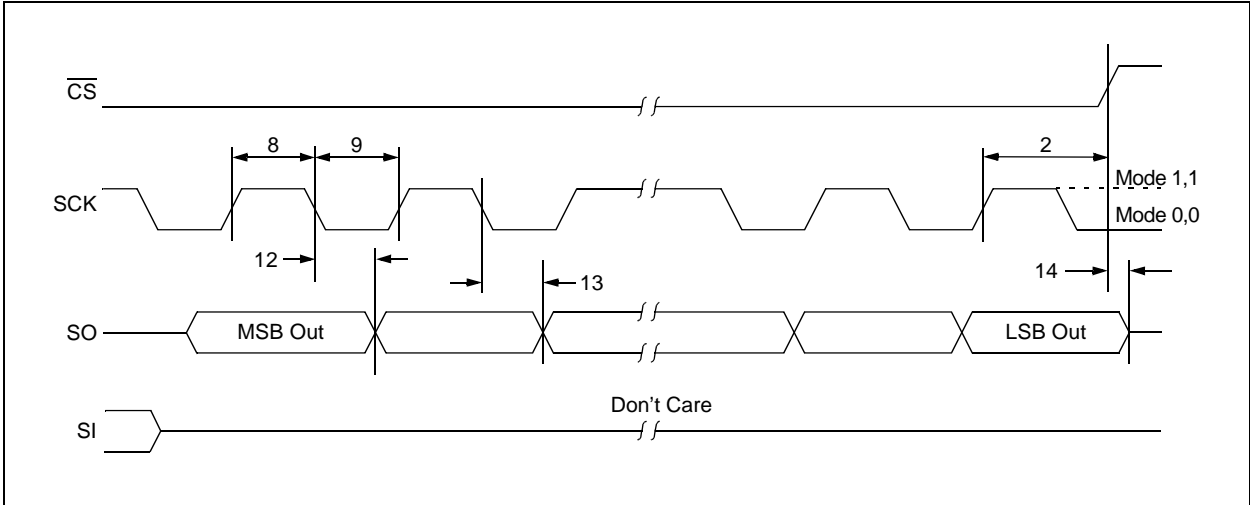 CS
8 9 2
Mode 1,1
SCK
Mode 0,0
12 13 14
SO MSB Out LSB Out
Don't Care
SI